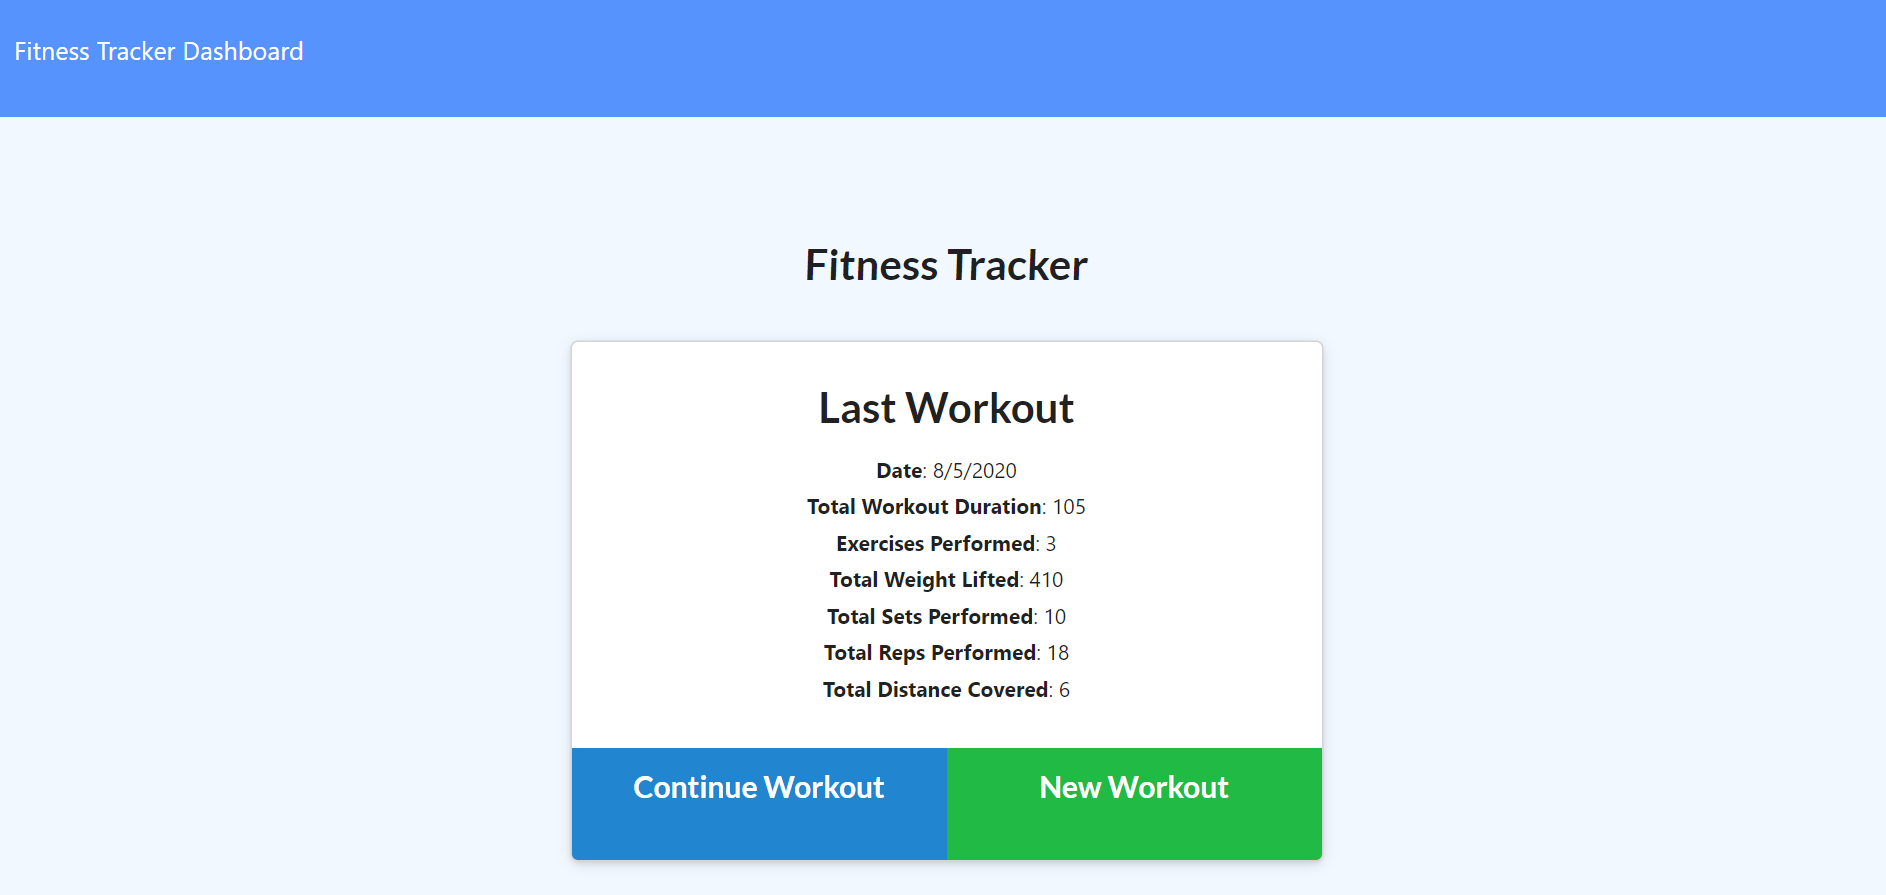 Fitness Tracker Dashboard
Fitness Tracker
Last Workout
Date: 8/5/2020
Total Workout Duration: 105
Exercises Performed: 3
Total Weight Lifted: 410
Total Sets Performed: 10
Total Reps Performed: 18
Total Distance Covered: 6
Continue Workout
New Workout